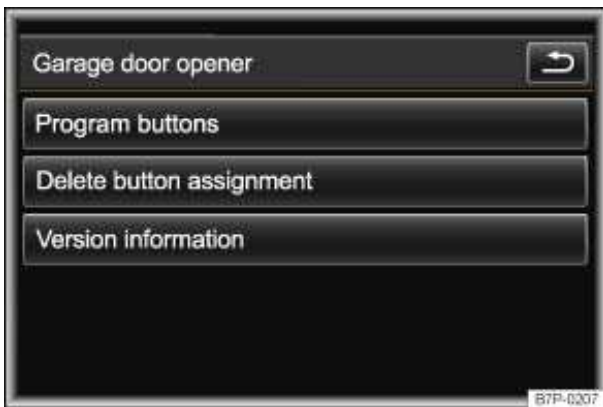 Garage door opener
Program buttons
Delete button assignment
Version information
B7P-0207